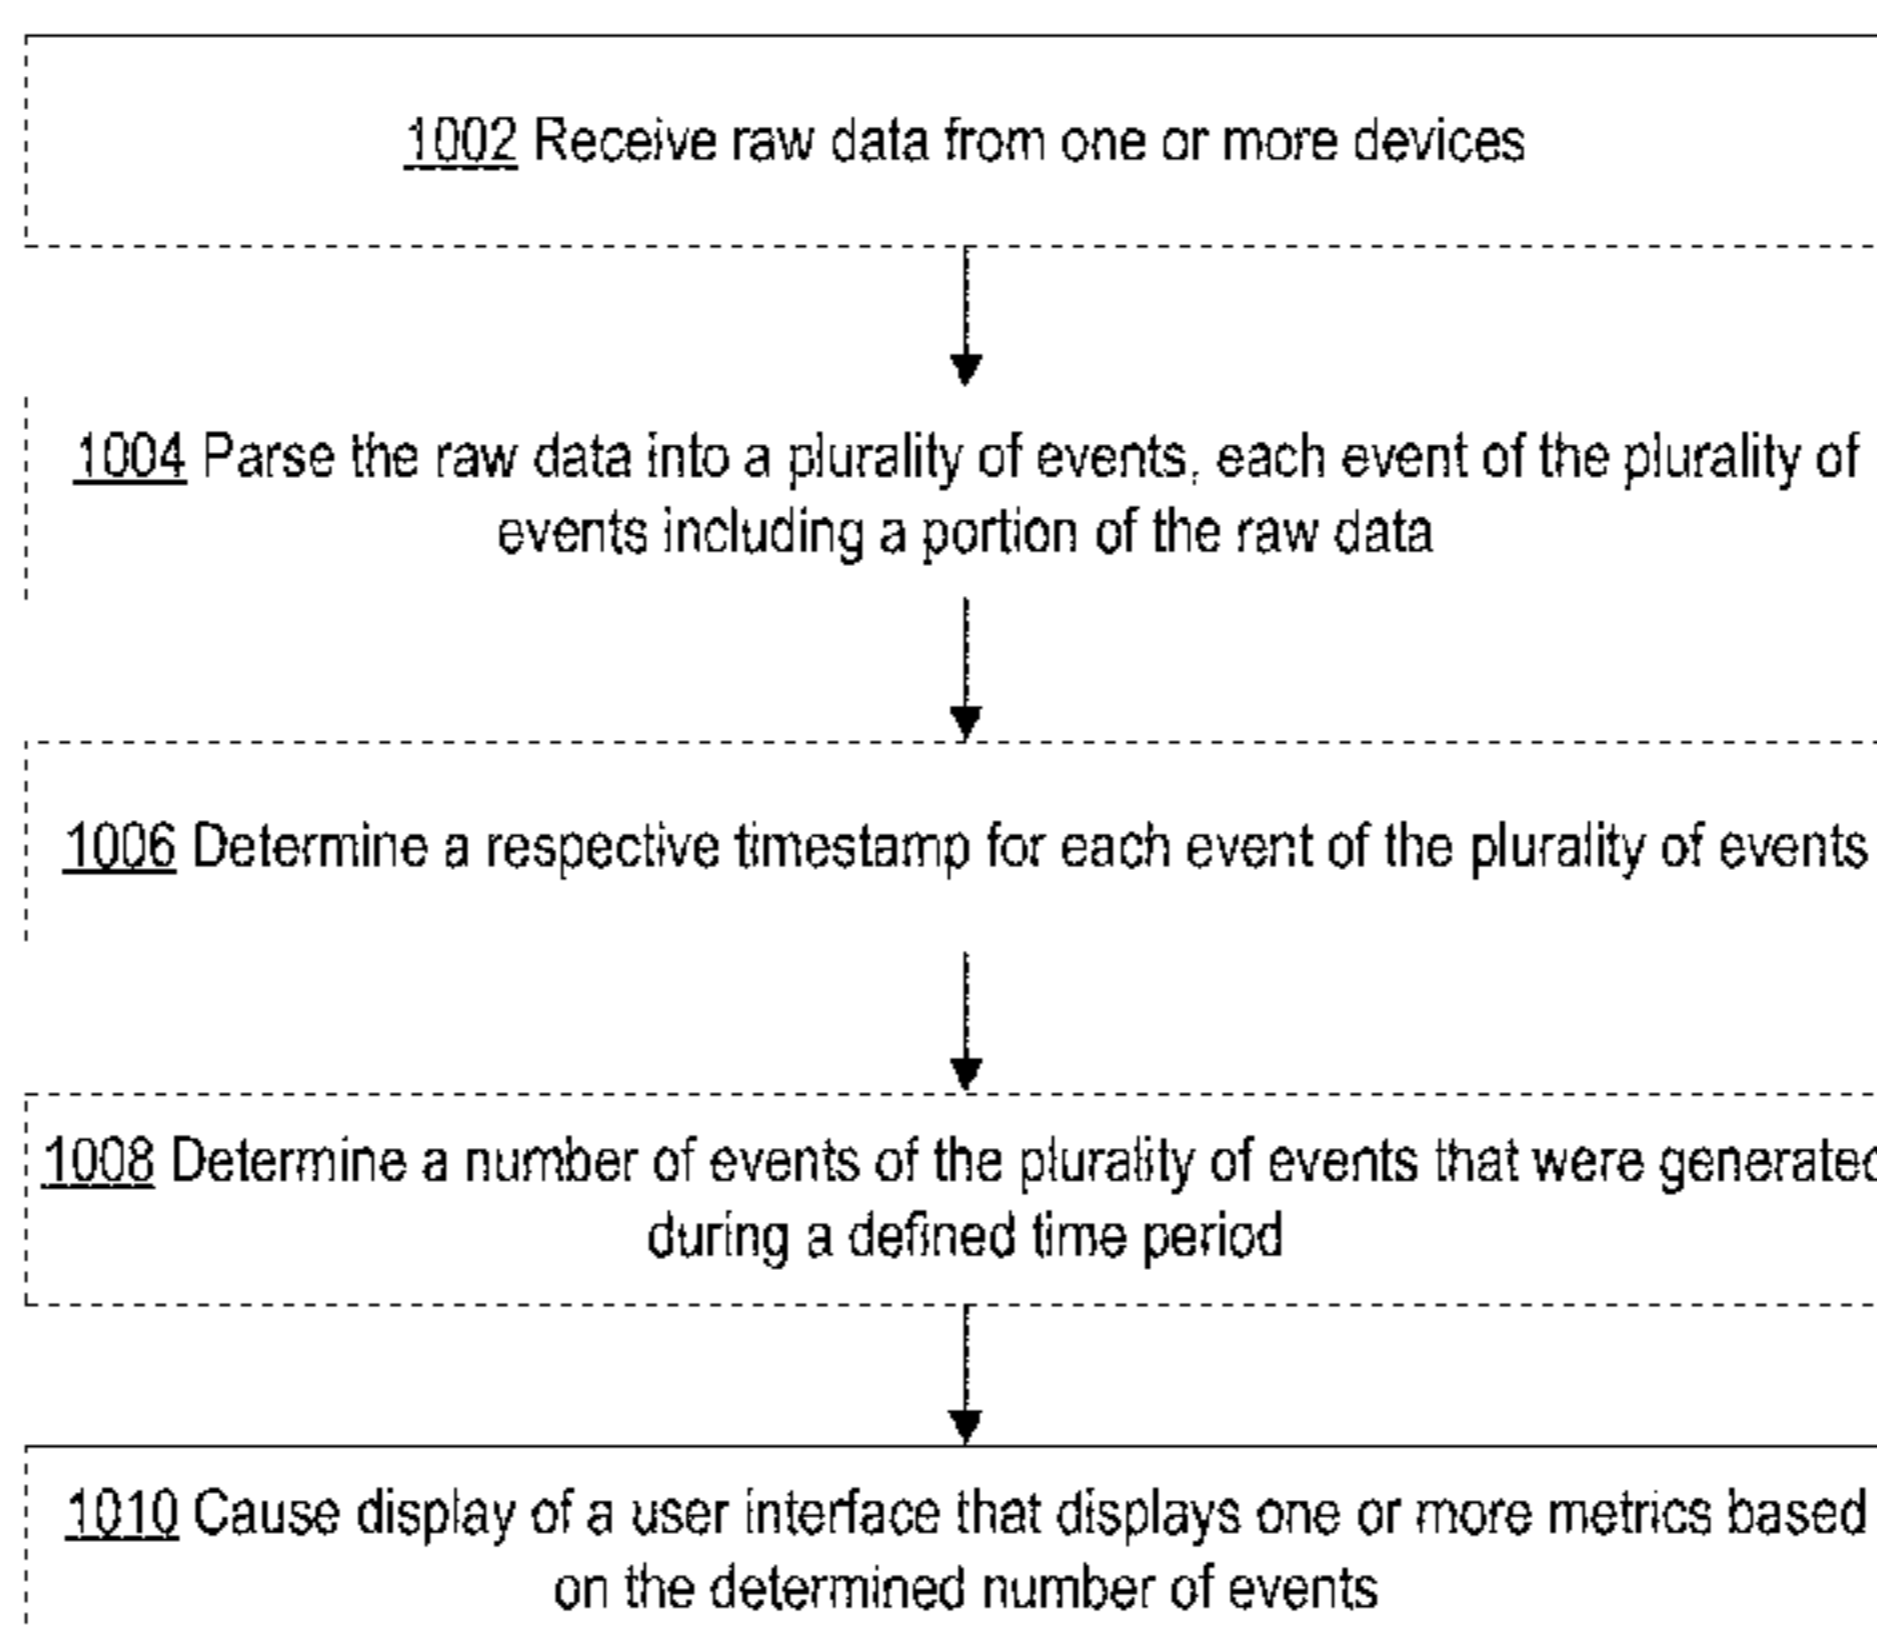 1002 Receive raw data from one or more devices
1004 Parse the raw data into a plurality of events, each event of the plurality of
events including a portion of the raw data
1006 Determine a respective timestamp for each event of the plurality of events
1008 Determine a number of events of the plurality of events that were generated
during a defined time period
1010 Cause display of a user interface that displays one or more metrics based
on the determined number of events